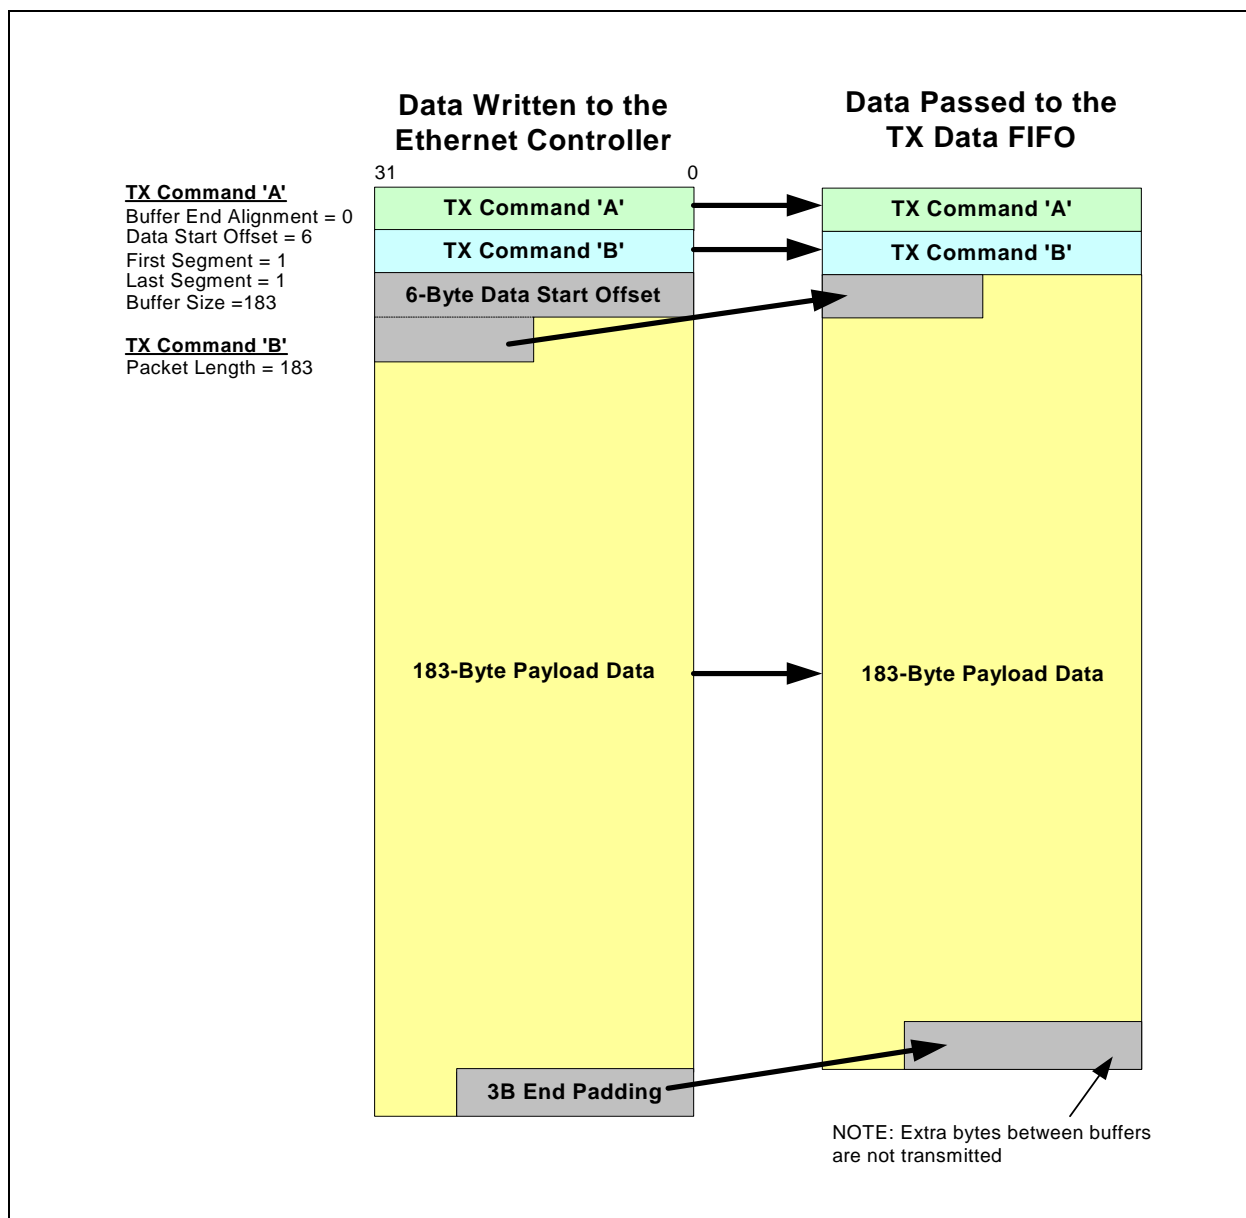 Data Written to the
Ethernet Controller
Data Passed to the
TX Data FIFO
31
0
TX Command 'A'
Buffer End Alignment = 0
Data Start Offset = 6
First Segment = 1
Last Segment = 1
Buffer Size =183
TX Command 'B'
Packet Length = 183
TX Command 'A'
TX Command 'B'
6-Byte Data Start Offset
183-Byte Payload Data
3B End Padding
TX Command 'A'
TX Command 'B'
183-Byte Payload Data
NOTE: Extra bytes between buffers
are not transmitted